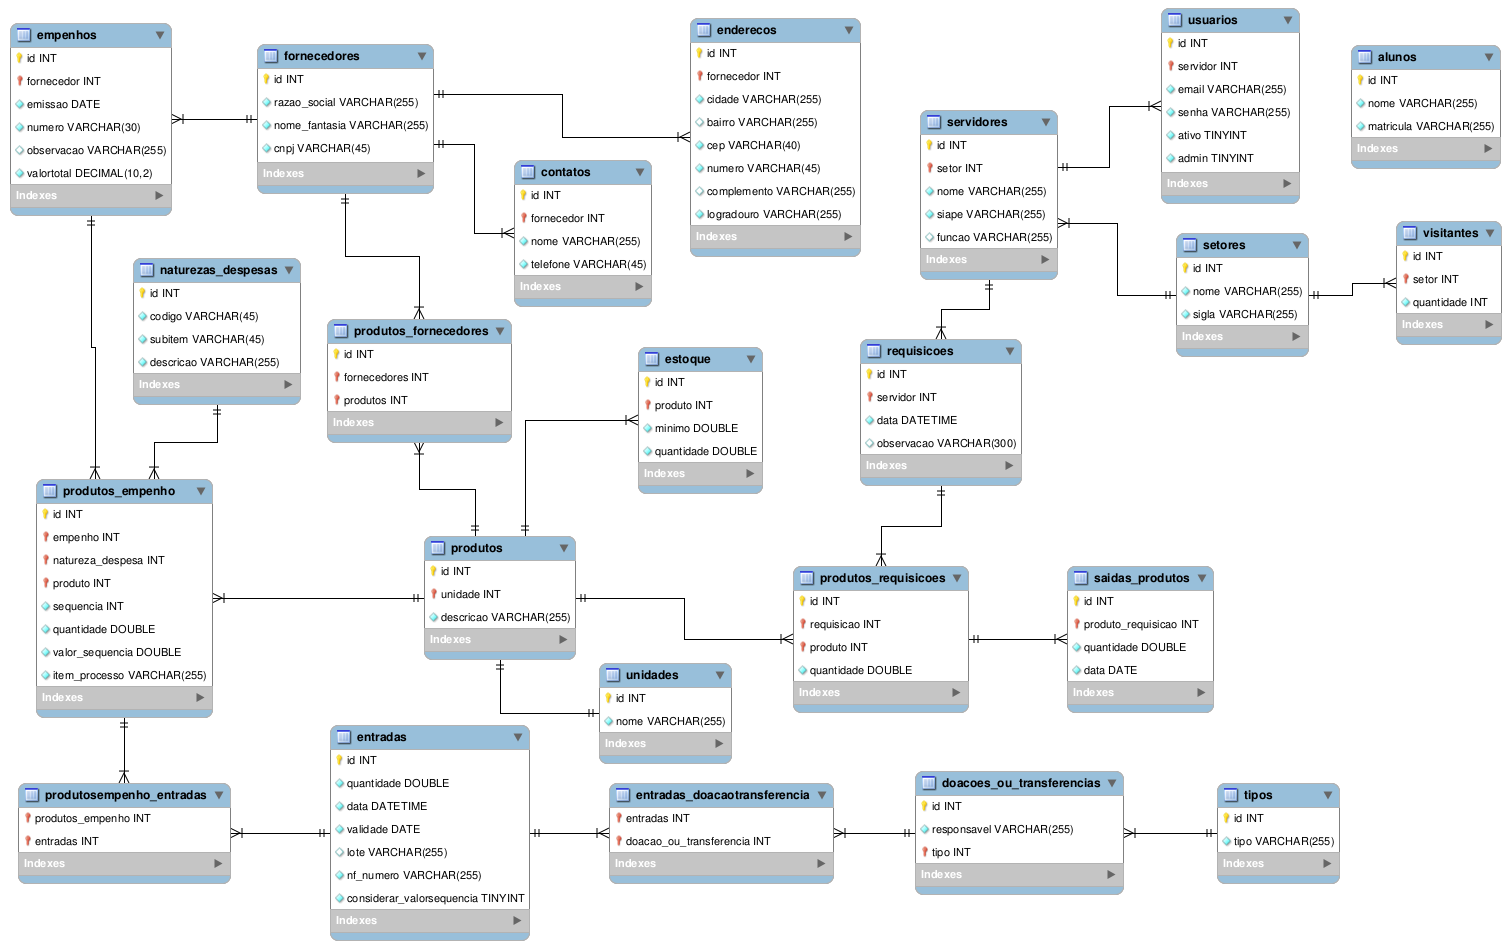 empenhos
id INT
fornecedor INT
emissao DATE
numero VARCHAR(30)
observacao VARCHAR(255)
valortotal DECIMAL(10,2)
Indexes
fornecedores
id INT
razao_social VARCHAR(255)
nome_fantasia VARCHAR(255)
cnpj VARCHAR(45)
Indexes
enderecos
id INT
fornecedor INT
cidade VARCHAR(255)
bairro VARCHAR(255)
cep VARCHAR(40)
numero VARCHAR(45)
complemento VARCHAR(255)
logradouro VARCHAR(255)
Indexes
usuarios
id INT
servidor INT
email VARCHAR(255)
senha VARCHAR(255)
ativo TINYINT
admin TINYINT
Indexes
alunos
id INT
nome VARCHAR(255)
matricula VARCHAR(255)
Indexes
servidores
id INT
setor INT
nome VARCHAR(255)
siape VARCHAR(255)
funcao VARCHAR(255)
Indexes
contatos
id INT
fornecedor INT
nome VARCHAR(255)
telefone VARCHAR(45)
Indexes
setores
id INT
nome VARCHAR(255)
sigla VARCHAR(255)
Indexes
visitantes
id INT
setor INT
quantidade INT
Indexes
naturezas_despesas
id INT
codigo VARCHAR(45)
subitem VARCHAR(45)
descricao VARCHAR(255)
Indexes
produtos_fornecedores
id INT
fornecedores INT
produtos INT
Indexes
estoque
id INT
produto INT
minimo DOUBLE
quantidade DOUBLE
Indexes
requisicoes
id INT
servidor INT
data DATETIME
observacao VARCHAR(300)
Indexes
produtos_empenho
id INT
empenho INT
natureza_despesa INT
produto INT
sequencia INT
quantidade DOUBLE
valor_sequencia DOUBLE
item_processo VARCHAR(255)
Indexes
produtos
id INT
unidade INT
descricao VARCHAR(255)
Indexes
produtos_requisicoes
id INT
requisicao INT
produto INT
quantidade DOUBLE
Indexes
saidas_produtos
id INT
produto_requisicao INT
quantidade DOUBLE
data DATE
Indexes
unidades
id INT
nome VARCHAR(255)
Indexes
produtosempenho_entradas
produtos_empenho INT
entradas INT
Indexes
entradas
id INT
quantidade DOUBLE
data DATETIME
validade DATE
lote VARCHAR(255)
nf_numero VARCHAR(255)
considerar_valorsequencia TINYINT
Indexes
entradas_doacaotransferencia
entradas INT
doacao_ou_transferencia INT
Indexes
doacoes_ou_transferencias
id INT
responsavel VARCHAR(255)
tipo INT
Indexes
tipos
id INT
tipo VARCHAR(255)
Indexes